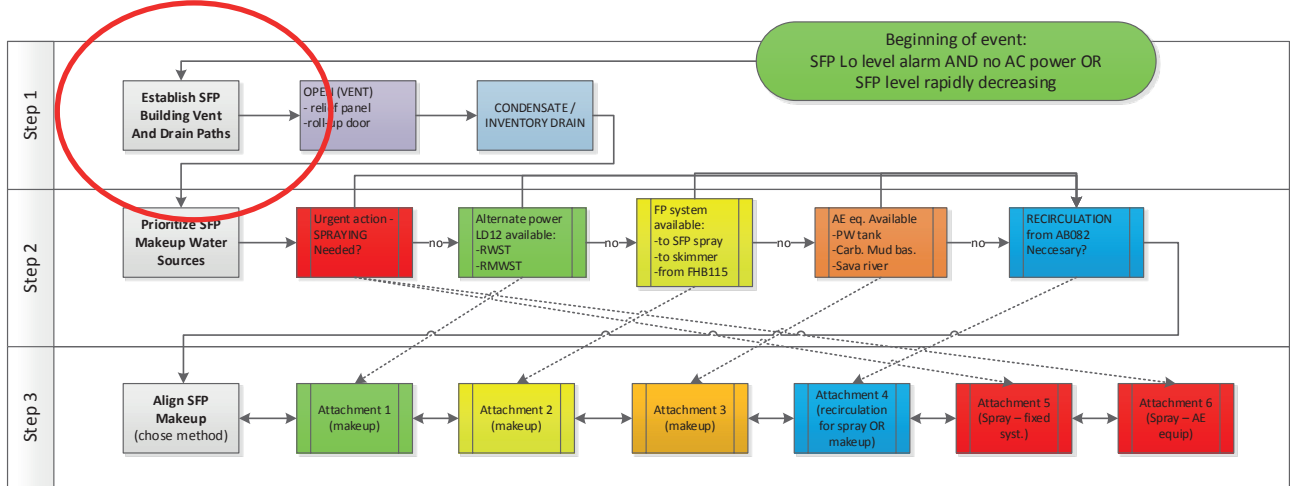 Beginning of event:
SFP Lo level alarm AND no AC power OR
SFP level rapidly decreasing
Step 1
Establish SFP
Building Vent
And Drain Paths
OPEN (VENT)
- relief panel
-roll-up door
CONDENSATE /
INVENTORY DRAIN
Step 2
Prioritize SFP
Makeup Water
Sources
Urgent action -
SPRAYING
Needed?
no
Alternate power
LD12 available:
-RWST
-RMWST
no
FP system
available:
-to SFP spray
-to skimmer
-from FHB115
no
AE eq. Available
-PW tank
-Carb. Mud bas.
-Sava river
no
RECIRCULATION
from AB082
Neccesary?
Step 3
Align SFP
Makeup
(chose method)
Attachment 1
(makeup)
Attachment 2
(makeup)
Attachment 3
(makeup)
Attachment 4
(recirculation
for spray OR
makeup)
Attachment 5
(Spray – fixed
syst.)
Attachment 6
(Spray – AE
equip)